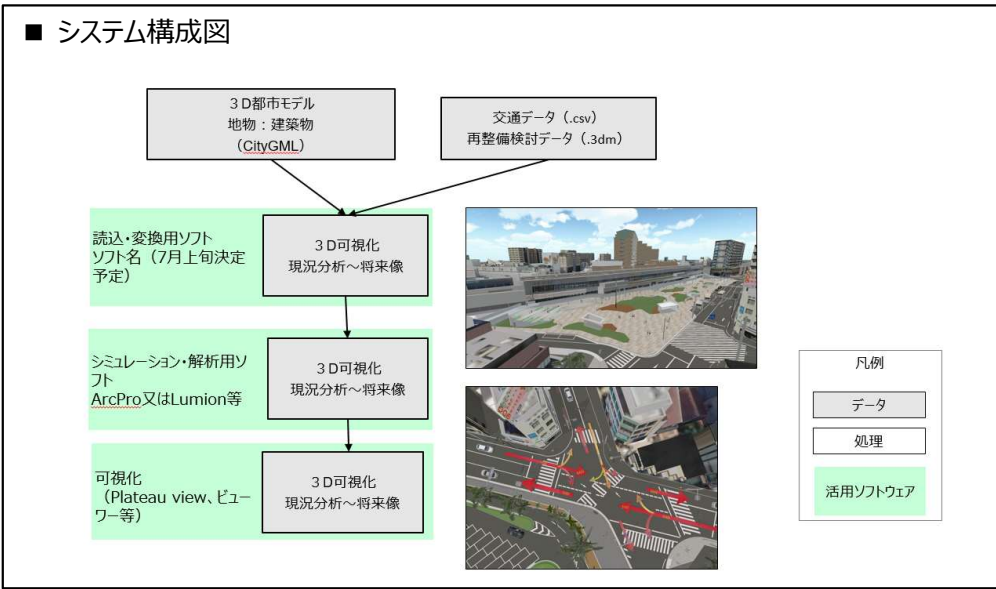 ■ システム構成図
３D都市モデル
地物：建築物
（CityGML）
交通データ（.csv）
再整備検討データ（.3dm）
読込・変換用ソフト
ソフト名（7月上旬決定
予定）
３D可視化
現況分析～将来像
シミュレーション・解析用ソ
フト
ArcPro又はLumion等
３D可視化
現況分析～将来像
可視化
（Plateau view、ビュー
ワー等）
３D可視化
現況分析～将来像
凡例
データ
処理
活用ソフトウェア